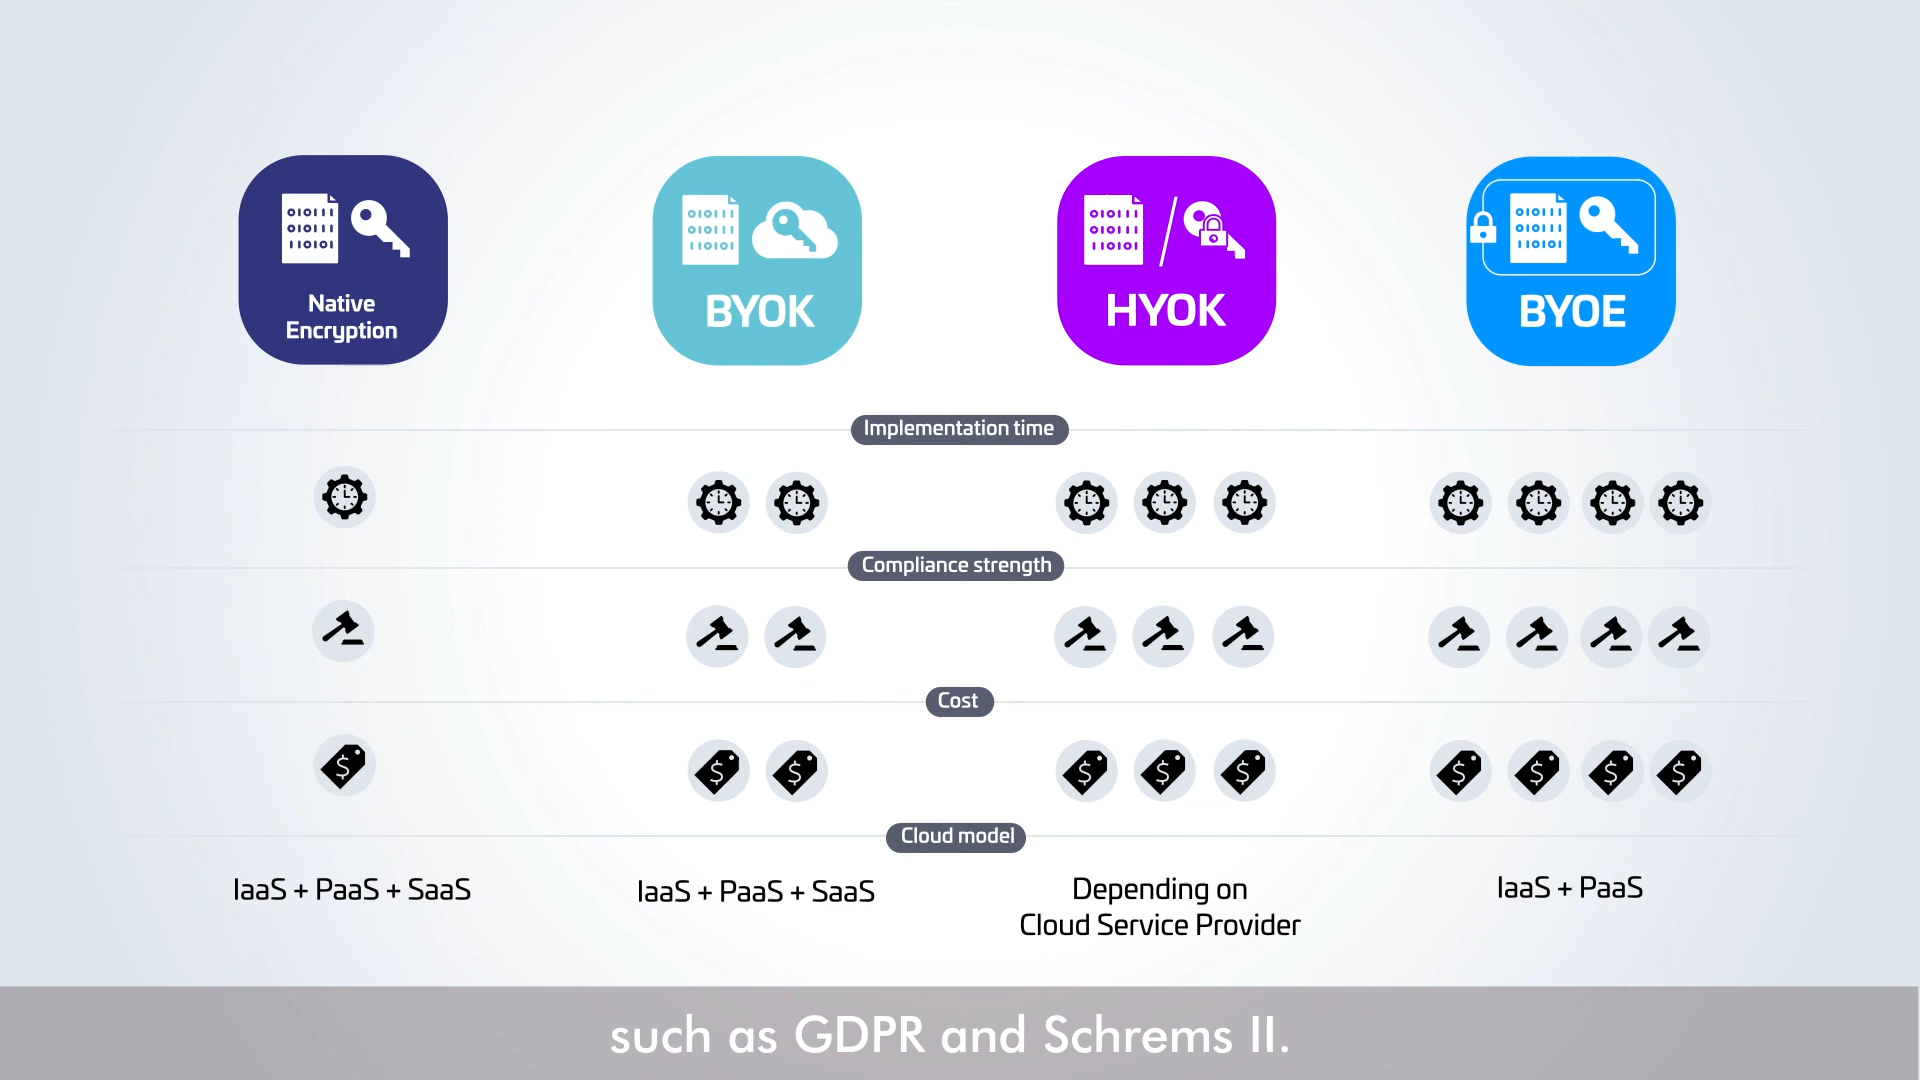 Native
Encryption
BYOK
HYOK
BYOE
Implementation time
Compliance strength
Cost
Cloud model
IaaS + PaaS + SaaS
IaaS + PaaS + SaaS
Depending on
Cloud Service Provider
IaaS + PaaS
such as GDPR and Schrems II.